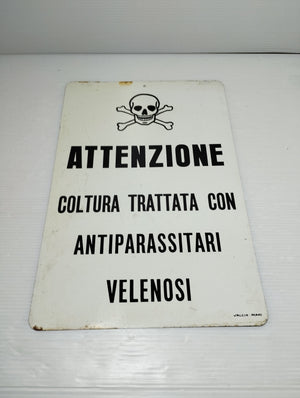 ATTENZIONE
COLTURA TRATTATA CON
ANTIPARASSITARI
VELENOSI